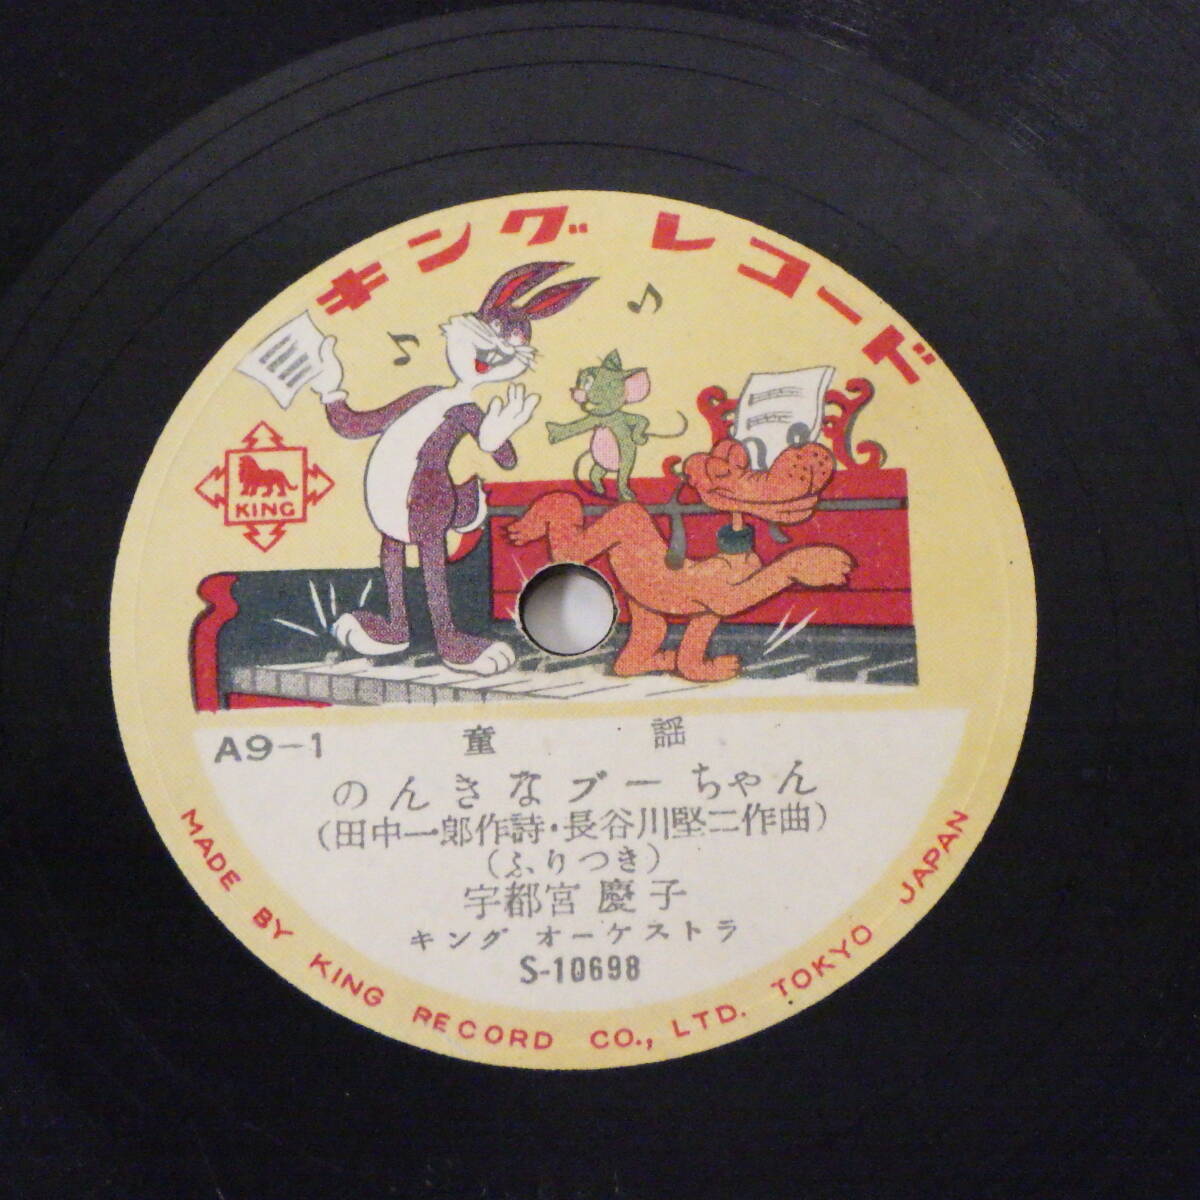 キング レコード
KING
A9-1 童謡
のんきなブーちゃん
(田中一郎作詩・長谷川堅二作曲)
(ふりつき)
宇都宮慶子
キング オーケストラ
S-10698
MADE BY KING RECORD CO., LTD. TOKYO JAPAN